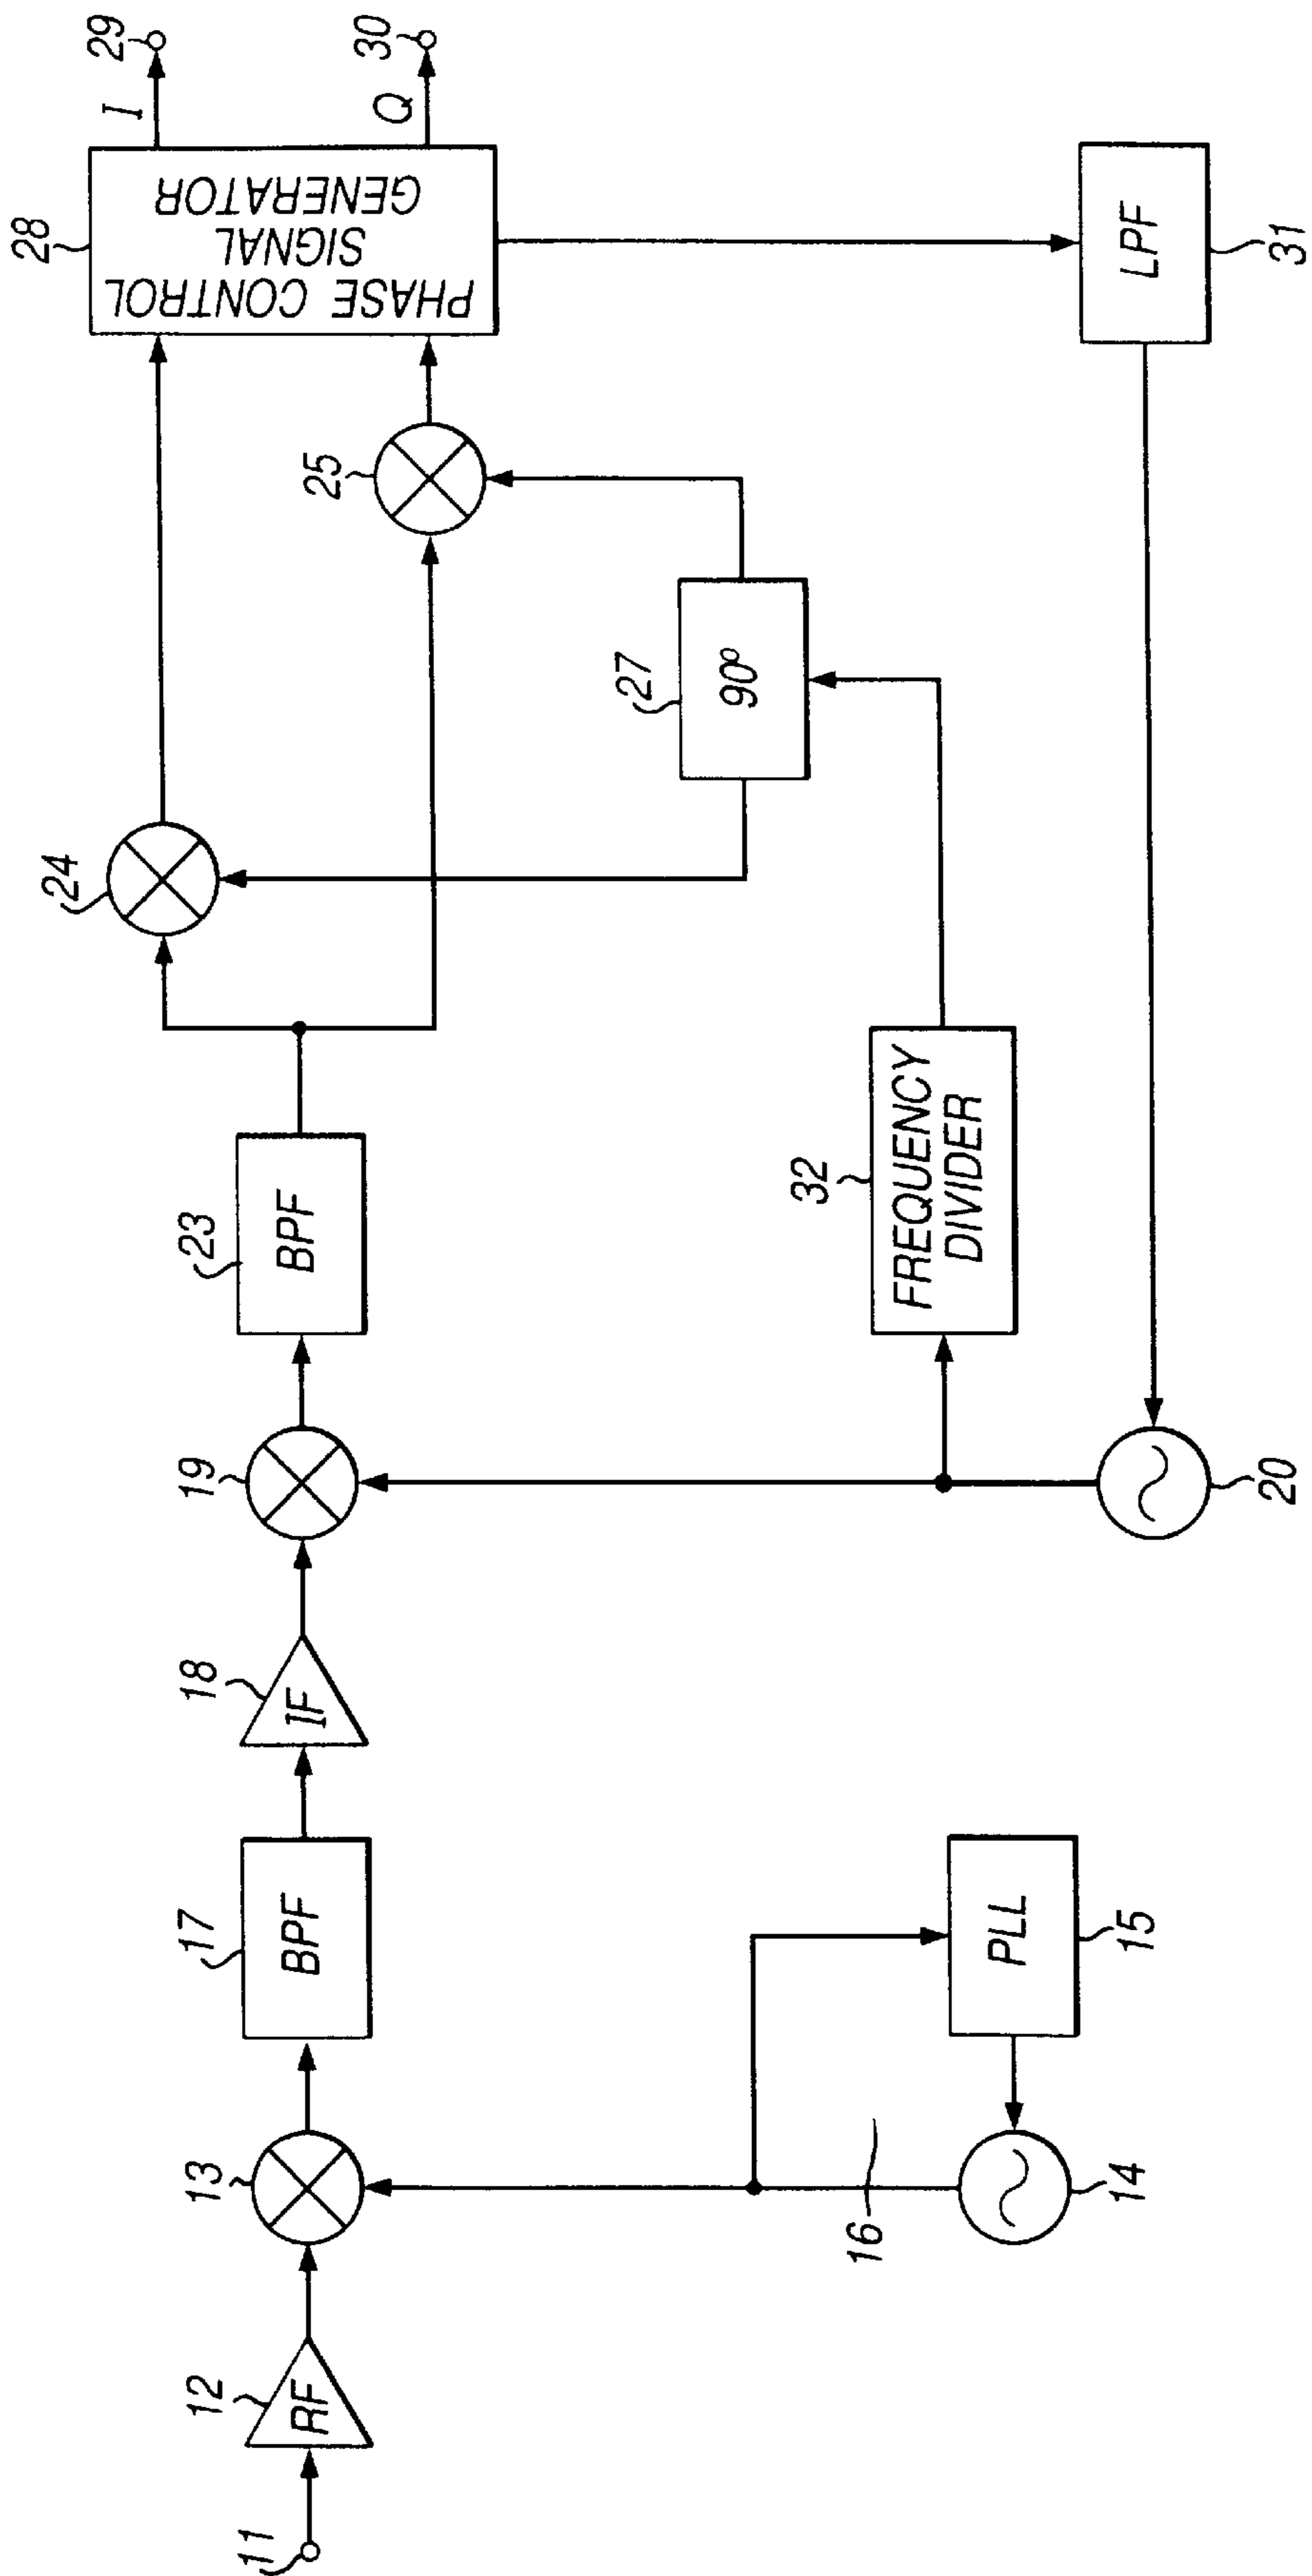 11
12
RF
13
14
PLL
15
16
17
BPF
18
IF
19
20
23
BPF
32
FREQUENCY
DIVIDER
24
25
27
90°
28
PHASE CONTROL
SIGNAL
GENERATOR
I
29
Q
30
LPF
31